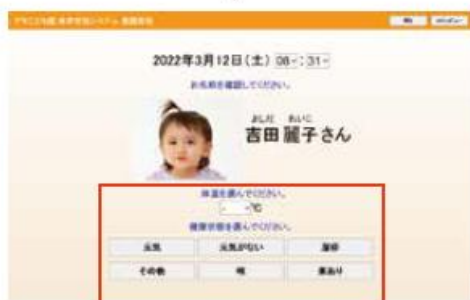 2022年3月12日(土) 08 : 31
お名前を確認してください。
よしだ れいこ
吉田 麗子さん
体温を選んでください。
- - ℃
健康状態を選んでください。
元気 元気がない
その他 咳 薬あり